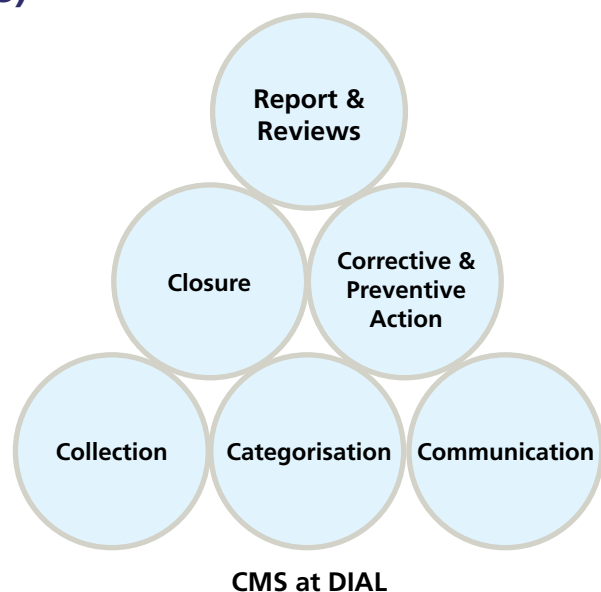 Report &
Reviews
Closure
Corrective &
Preventive
Action
Collection
Categorisation
Communication
CMS at DIAL